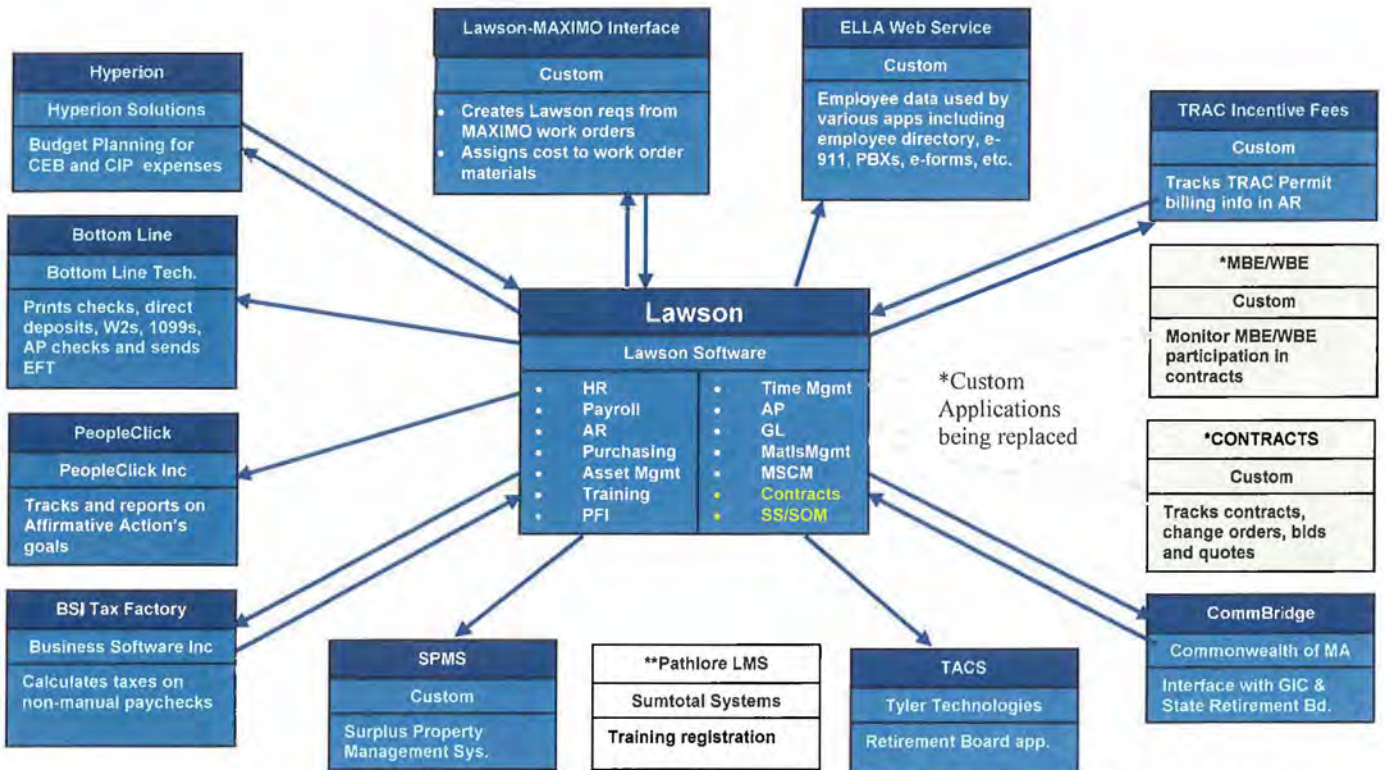 Lawson-MAXIMO Interface
Custom
• Creates Lawson reqs from
MAXIMO work orders
• Assigns cost to work order
materials
ELLA Web Service
Custom
Employee data used by
various apps including
employee directory, e-
911, PBXs, e-forms, etc.
Hyperion
Hyperion Solutions
Budget Planning for
CEB and CIP expenses
TRAC Incentive Fees
Custom
Tracks TRAC Permit
billing info in AR
Bottom Line
Bottom Line Tech.
Prints checks, direct
deposits, W2s, 1099s,
AP checks and sends
EFT
*MBE/WBE
Custom
Monitor MBE/WBE
participation in
contracts
Lawson
Lawson Software
• HR
• Payroll
• AR
• Purchasing
• Asset Mgmt
• Training
• PFI
• Time Mgmt
• AP
• GL
• MatlsMgmt
• MSCM
• Contracts
• SS/SOM
*Custom
Applications
being replaced
PeopleClick
PeopleClick Inc
Tracks and reports on
Affirmative Action's
goals
*CONTRACTS
Custom
Tracks contracts,
change orders, bids
and quotes
BSI Tax Factory
Business Software Inc
Calculates taxes on
non-manual paychecks
SPMS
Custom
Surplus Property
Management Sys.
**Pathlore LMS
Sumtotal Systems
Training registration
TACS
Tyler Technologies
Retirement Board app.
CommBridge
Commonwealth of MA
Interface with GIC &
State Retirement Bd.